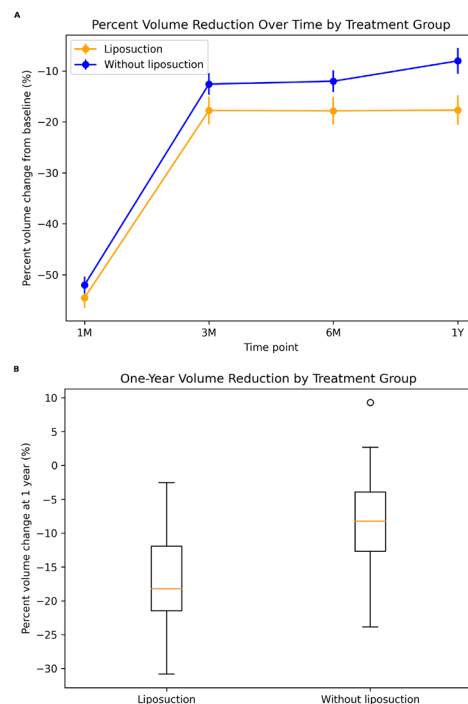 A
Percent Volume Reduction Over Time by Treatment Group
Liposuction
Without liposuction
Percent volume change from baseline (%)
−10
−20
−30
−40
−50
1M
3M
6M
1Y
Time point
B
One-Year Volume Reduction by Treatment Group
Percent volume change at 1 year (%)
10
5
0
−5
−10
−15
−20
−25
−30
Liposuction
Without liposuction